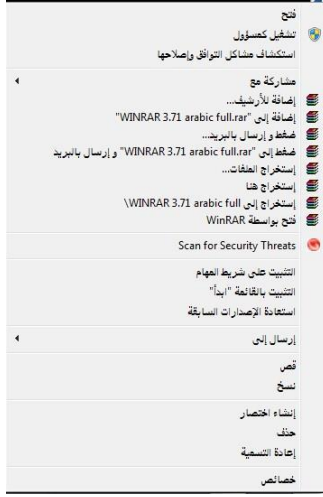 فتح
تشغيل كمسؤول
استكشاف مشاكل التوافق وإصلاحها
مشاركة مع
إضافة للأرشيف...
إضافة إلى "WINRAR 3.71 arabic full.rar"
ضغط و إرسال بالبريد...
ضغط إلى "WINRAR 3.71 arabic full.rar" و إرسال بالبريد
إستخراج الملفات...
إستخراج هنا
إستخراج إلى WINRAR 3.71 arabic full\
فتح بواسطة WinRAR
Scan for Security Threats
التثبيت على شريط المهام
التثبيت بالقائمة "ابدأ"
استعادة الإصدارات السابقة
إرسال إلى
قص
نسخ
إنشاء اختصار
حذف
إعادة التسمية
خصائص